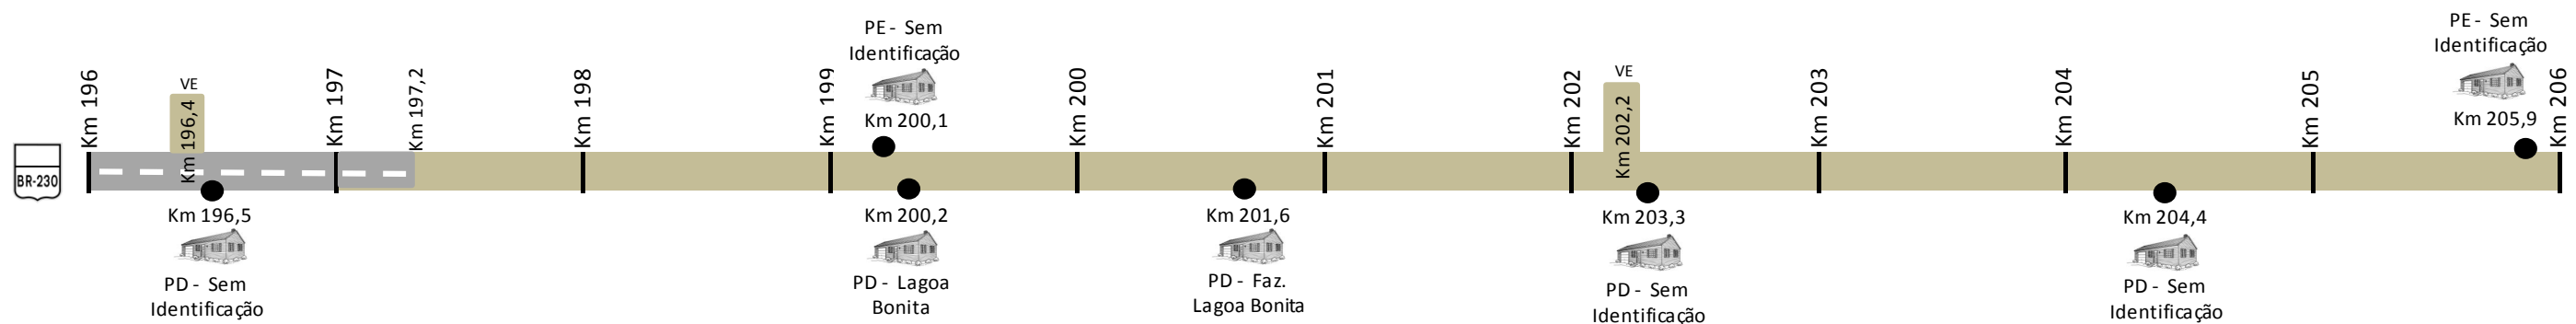 BR-230
Km 196
VE
Km 196,4
Km 197
Km 197,2
Km 198
Km 199
PE - Sem
Identificação
Km 200,1
Km 200
Km 201
Km 202
VE
Km 202,2
Km 203
Km 204
Km 205
PE - Sem
Identificação
Km 205,9
Km 206
Km 196,5
PD - Sem
Identificação
Km 200,2
PD - Lagoa
Bonita
Km 201,6
PD - Faz.
Lagoa Bonita
Km 203,3
PD - Sem
Identificação
Km 204,4
PD - Sem
Identificação